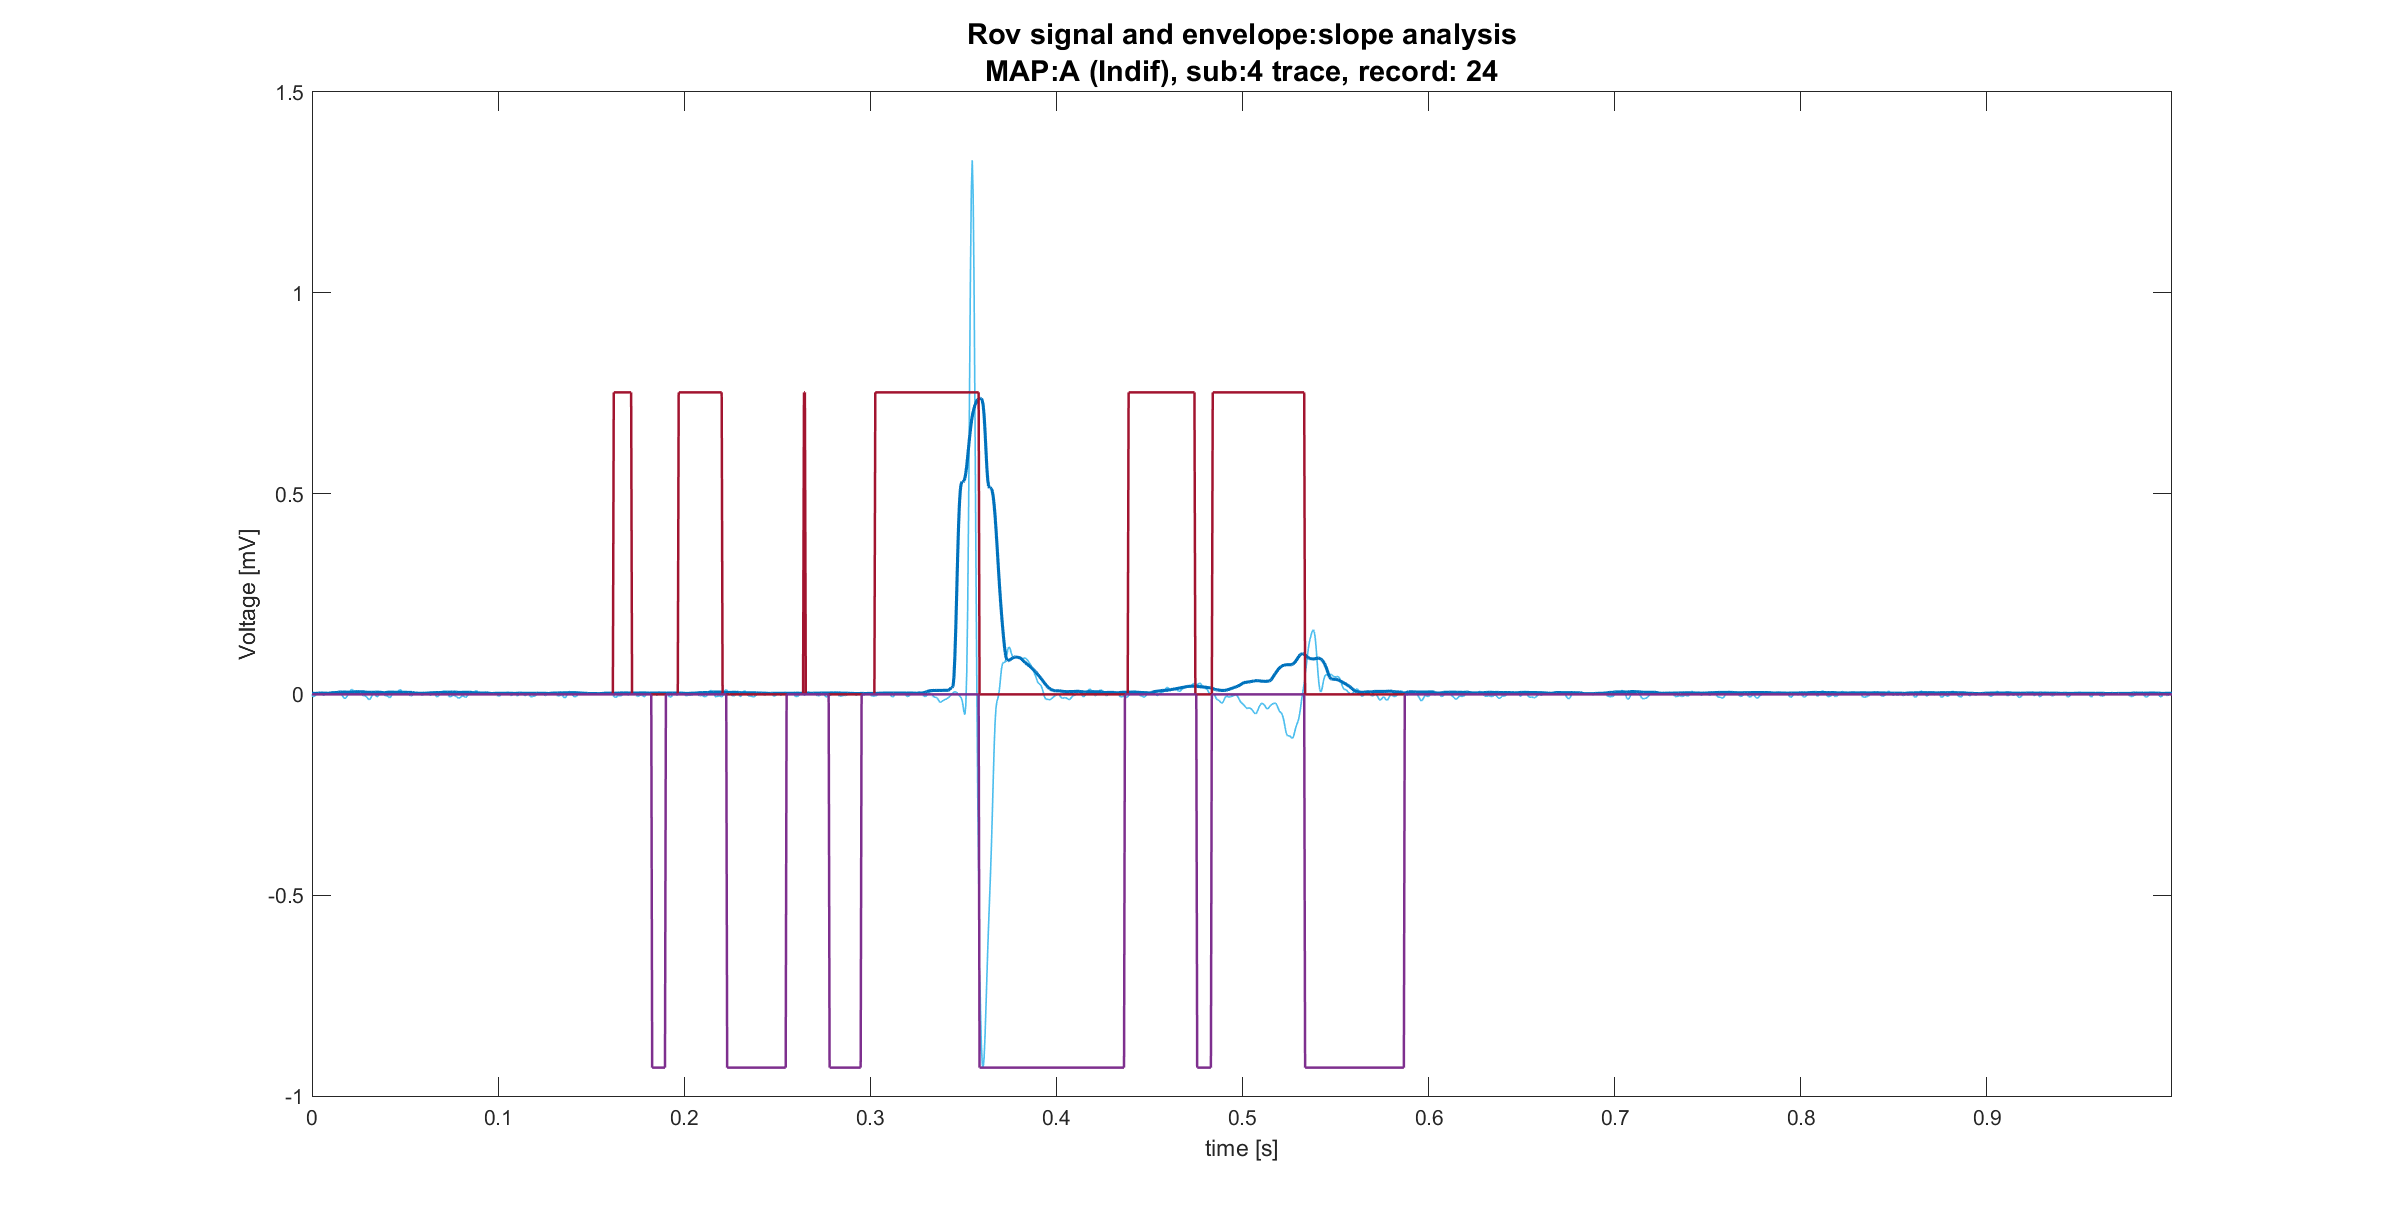 Rov signal and envelope:slope analysis
MAP:A (Indif), sub:4 trace, record: 24
1.5
1
0.5
0
-0.5
-1
Voltage [mV]
0 0.1 0.2 0.3 0.4 0.5 0.6 0.7 0.8 0.9
time [s]